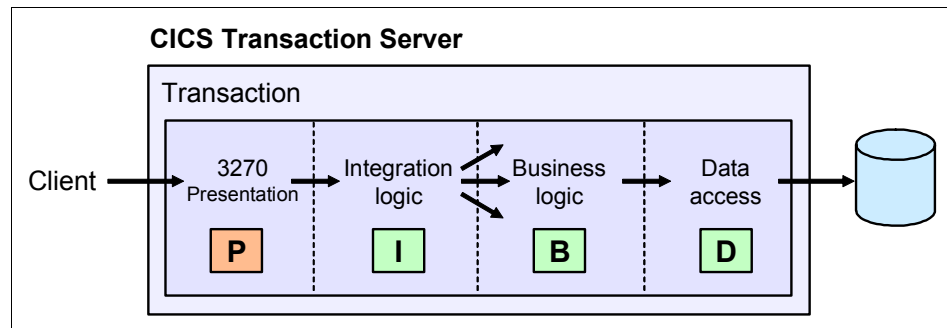 CICS Transaction Server
Transaction
Client
3270
Presentation
Integration
logic
Business
logic
Data
access
P
I
B
D